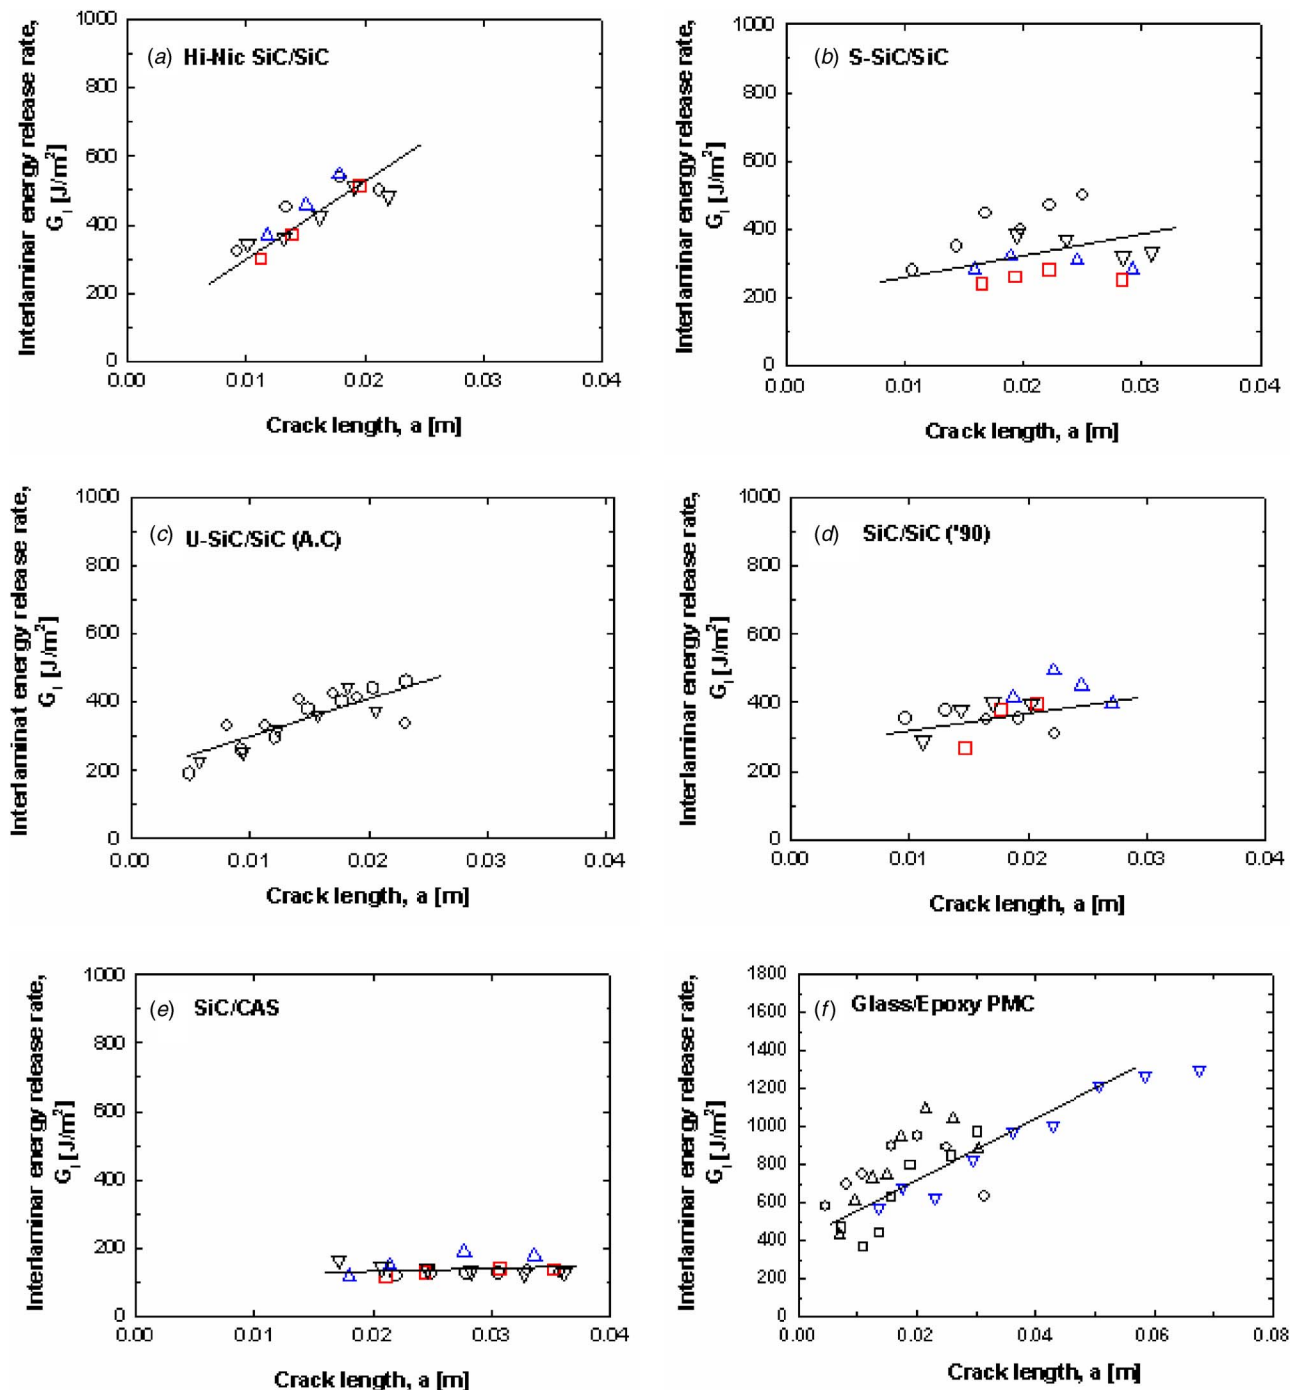 Interlaminar energy release rate,
G_I [J/m²]
1000
800
600
400
200
0
(a) Hi-Nic SiC/SiC
0.00 0.01 0.02 0.03 0.04
Crack length, a [m]
Interlaminar energy release rate,
G_I [J/m²]
1000
800
600
400
200
0
(b) S-SiC/SiC
0.00 0.01 0.02 0.03 0.04
Crack length, a [m]
Interlaminat energy release rate,
G_I [J/m²]
1000
800
600
400
200
0
(c) U-SiC/SiC (A.C)
0.00 0.01 0.02 0.03 0.04
Crack length, a [m]
Interlaminar energy release rate,
G_I [J/m²]
1000
800
600
400
200
0
(d) SiC/SiC ('90)
0.00 0.01 0.02 0.03 0.04
Crack length, a [m]
Interlaminar energy release rate,
G_I [J/m²]
1000
800
600
400
200
0
(e) SiC/CAS
0.00 0.01 0.02 0.03 0.04
Crack length, a [m]
Interlaminar energy release rate,
G_I [J/m²]
1800
1600
1400
1200
1000
800
600
400
200
0
(f) Glass/Epoxy PMC
0.00 0.02 0.04 0.06 0.08
Crack length, a [m]